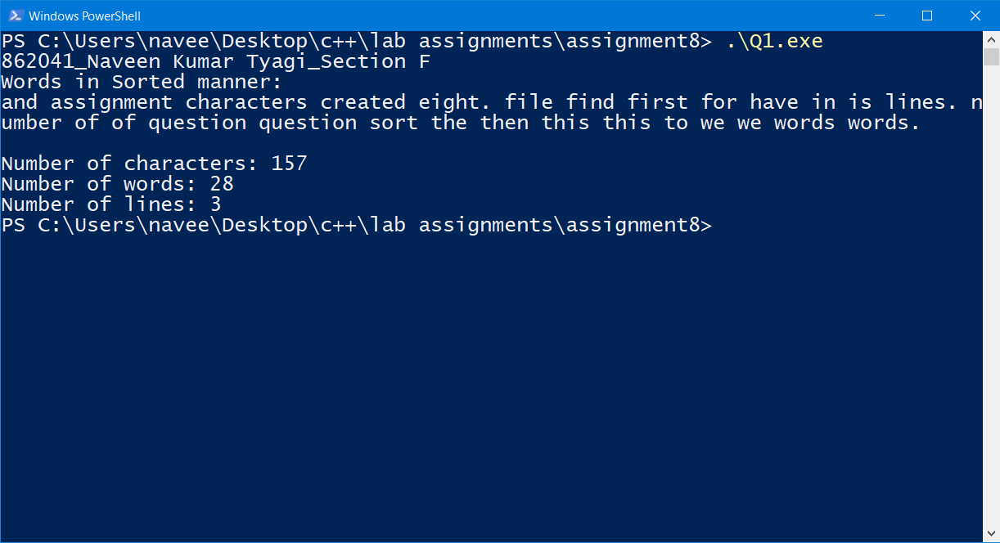 Windows PowerShell
PS C:\Users\navee\Desktop\c++\lab assignments\assignment8> .\Q1.exe
862041_Naveen Kumar Tyagi_Section F
Words in Sorted manner:
and assignment characters created eight. file find first for have in is lines. n
umber of of question question sort the then this this to we we words words.
Number of characters: 157
Number of words: 28
Number of lines: 3
PS C:\Users\navee\Desktop\c++\lab assignments\assignment8>